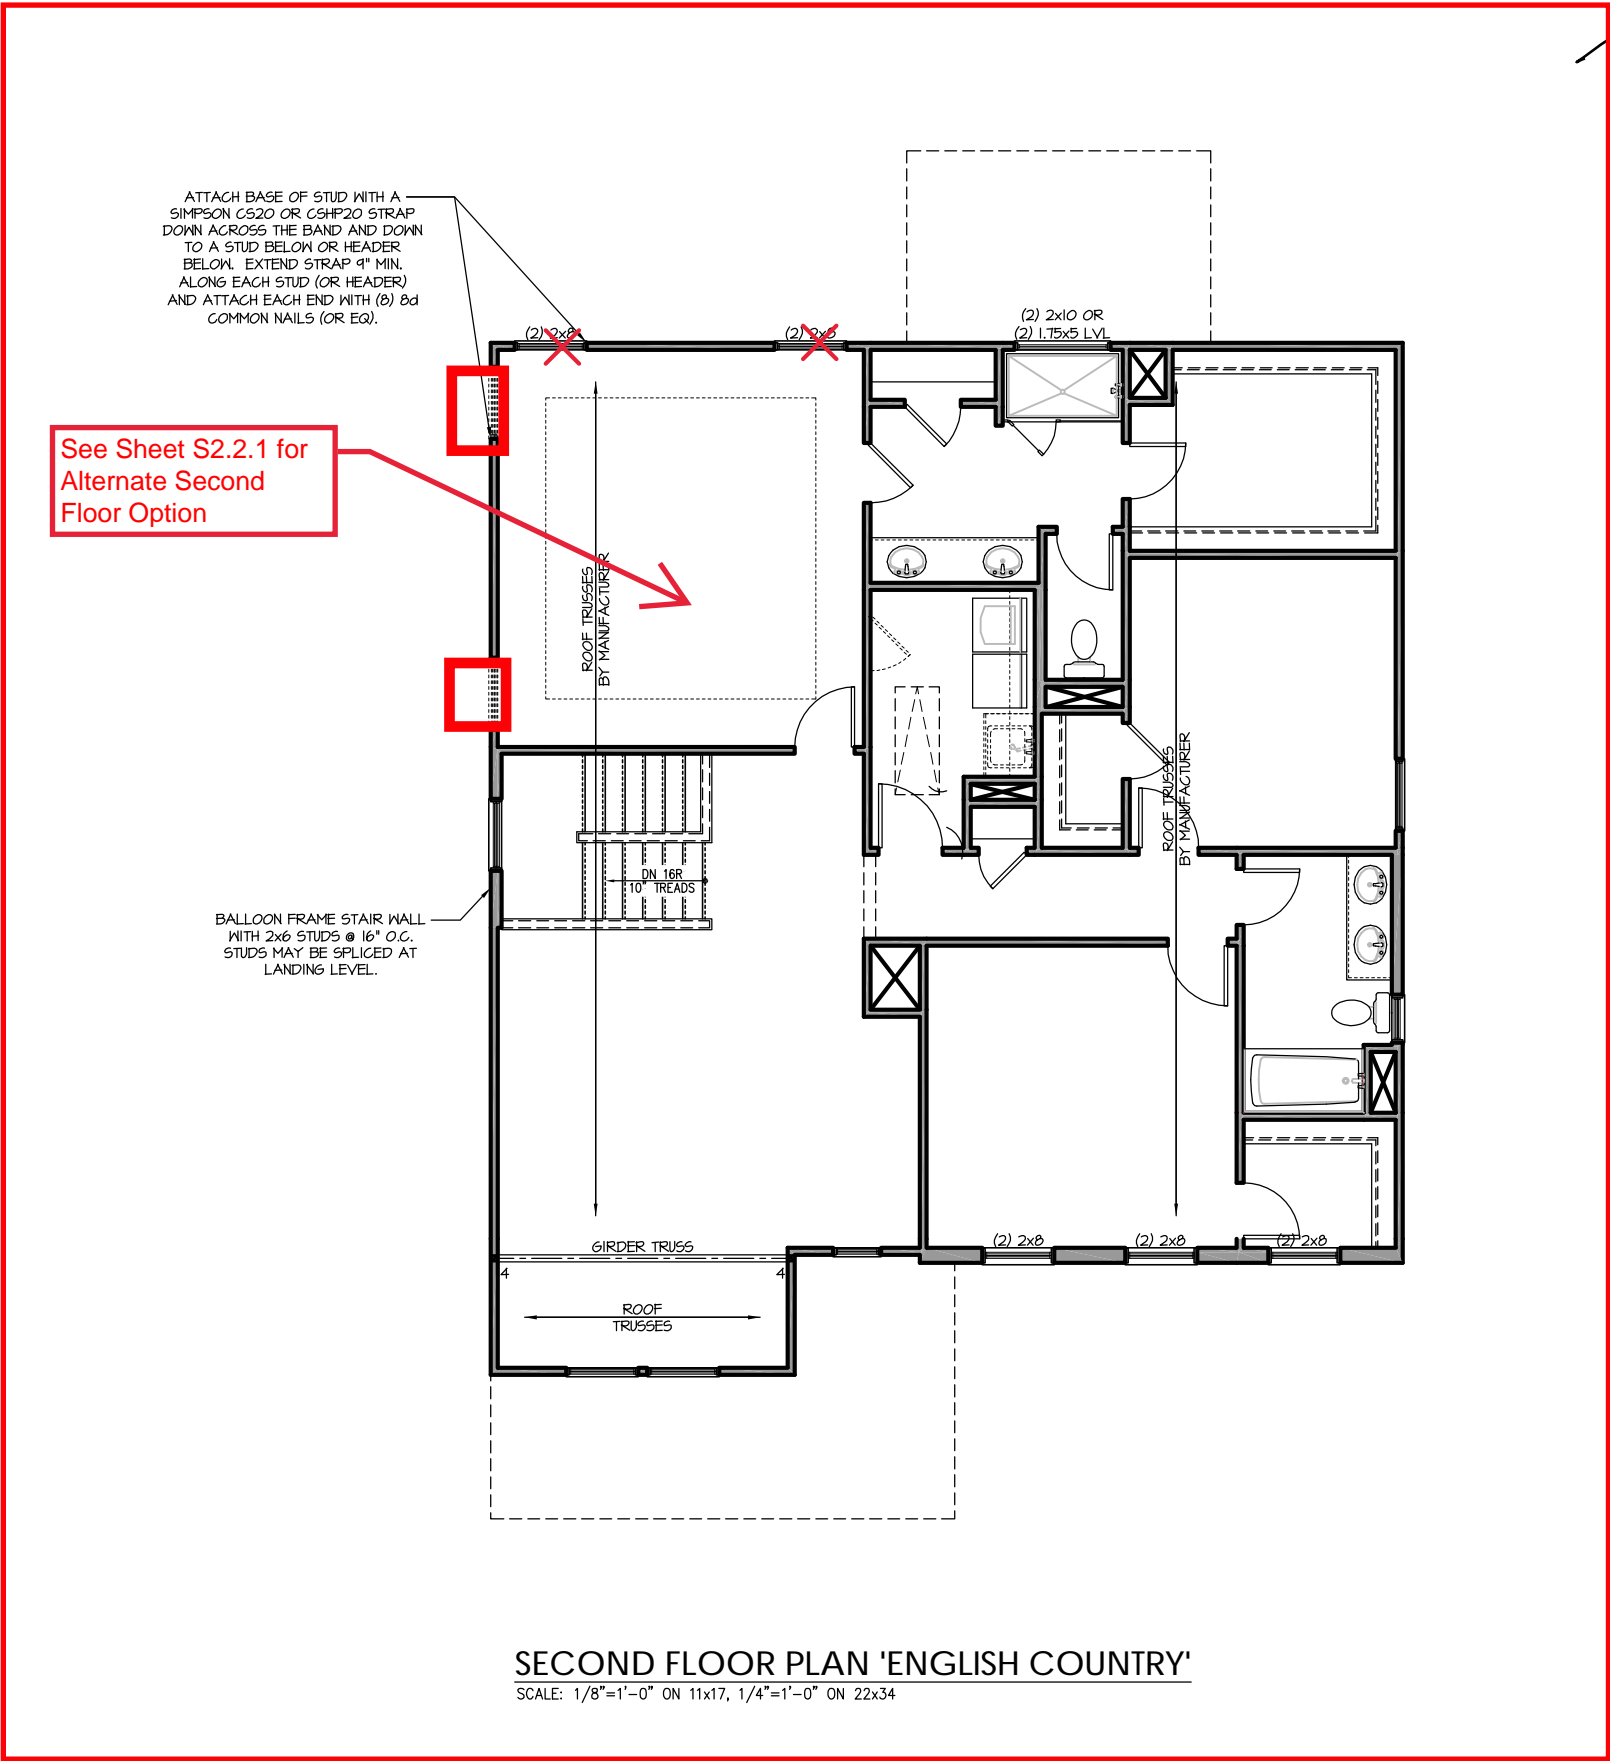 ATTACH BASE OF STUD WITH A
SIMPSON CS20 OR CSHP20 STRAP
DOWN ACROSS THE BAND AND DOWN
TO A STUD BELOW OR HEADER
BELOW. EXTEND STRAP 9" MIN.
ALONG EACH STUD (OR HEADER)
AND ATTACH EACH END WITH (8) 8d
COMMON NAILS (OR EQ).
(2) 2x8
(2) 2x8
(2) 2x10 OR
(2) 1.75x5 LVL
See Sheet S2.2.1 for
Alternate Second
Floor Option
ROOF TRUSSES
BY MANUFACTURER
ROOF TRUSSES
BY MANUFACTURER
DN 16R
10" TREADS
BALLOON FRAME STAIR WALL
WITH 2x6 STUDS @ 16" O.C.
STUDS MAY BE SPLICED AT
LANDING LEVEL.
GIRDER TRUSS
4
4
(2) 2x8
(2) 2x8
(2) 2x8
ROOF
TRUSSES
SECOND FLOOR PLAN 'ENGLISH COUNTRY'
SCALE: 1/8"=1'-0" ON 11x17, 1/4"=1'-0" ON 22x34